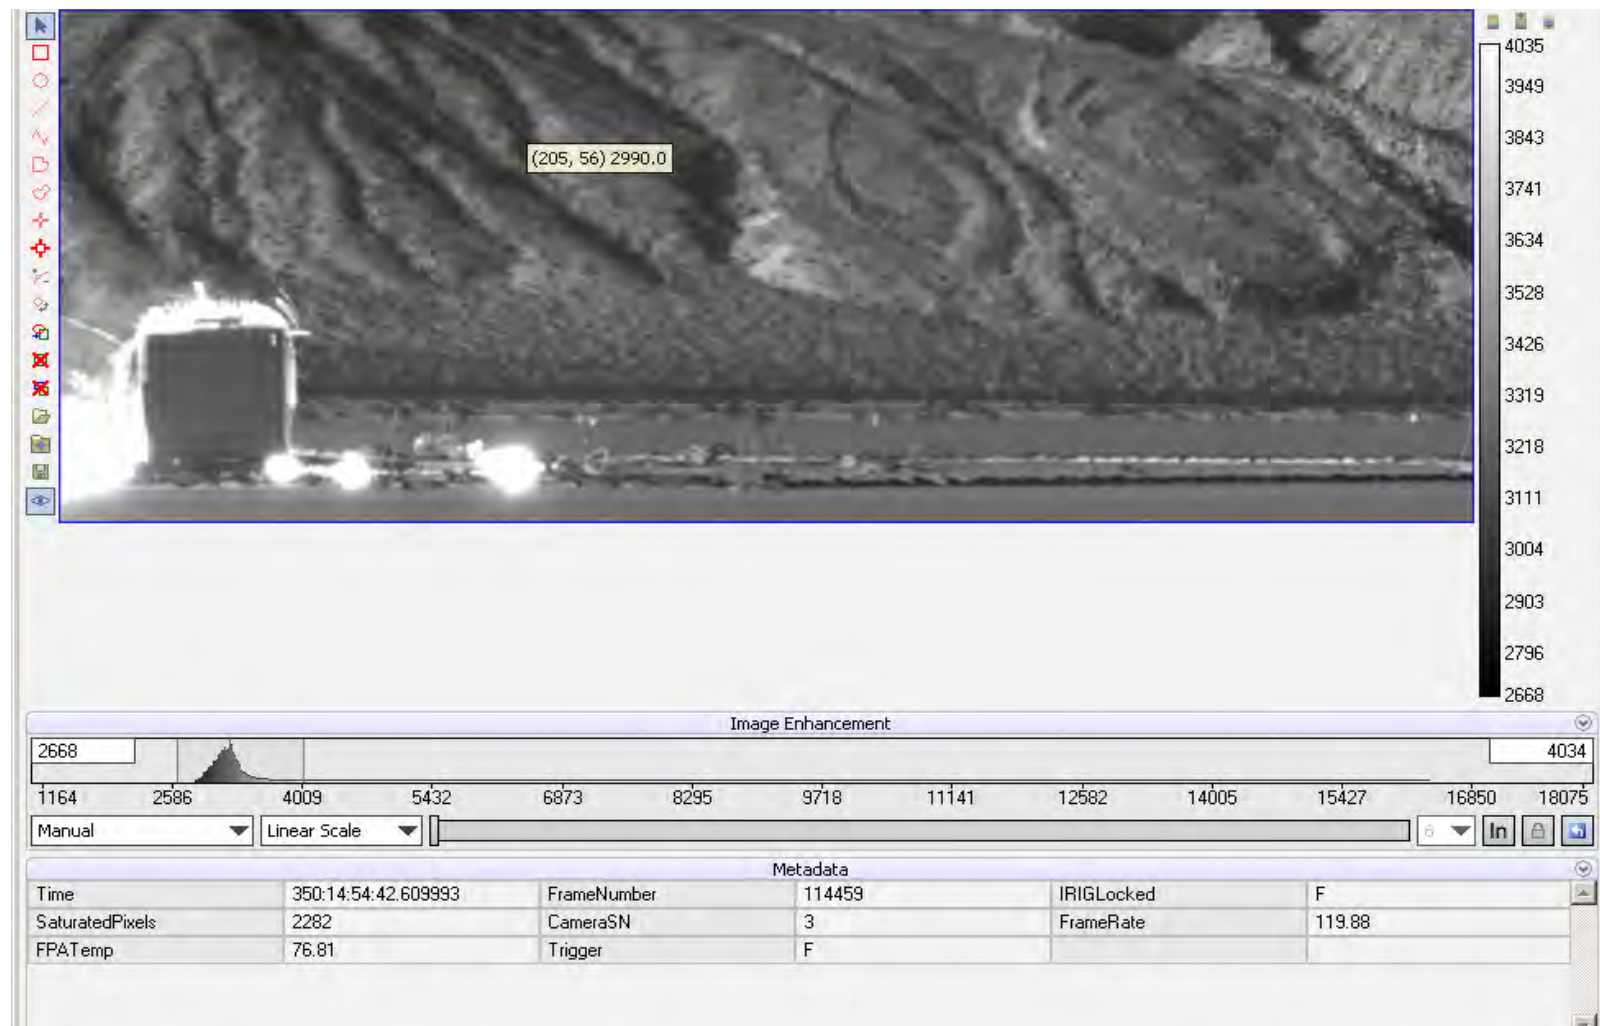 4035
3949
3843
(205, 56) 2990.0
3741
3634
3528
3426
3319
3218
3111
3004
2903
2796
2668
Image Enhancement
2668 4034
1164 2586 4009 5432 6873 8295 9718 11141 12582 14005 15427 16850 18075
Manual Linear Scale 6 In
Metadata
Time 350:14:54:42.609993 FrameNumber 114459 IRIGLocked F
SaturatedPixels 2282 CameraSN 3 FrameRate 119.88
FPATemp 76.81 Trigger F